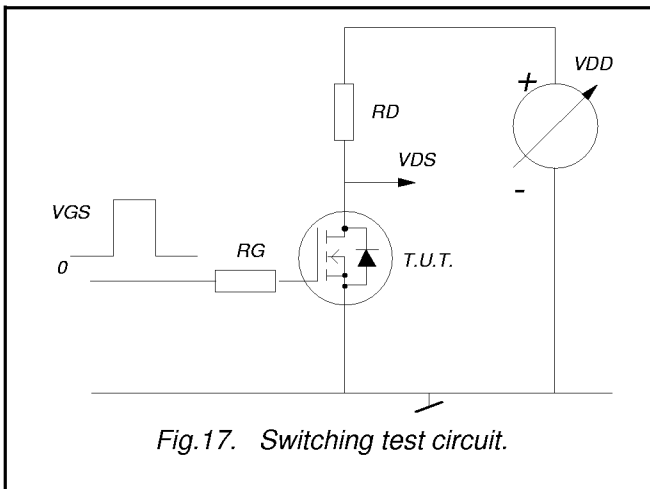 VDD
+
RD
VDS
-
VGS
RG
T.U.T.
0
Fig.17. Switching test circuit.